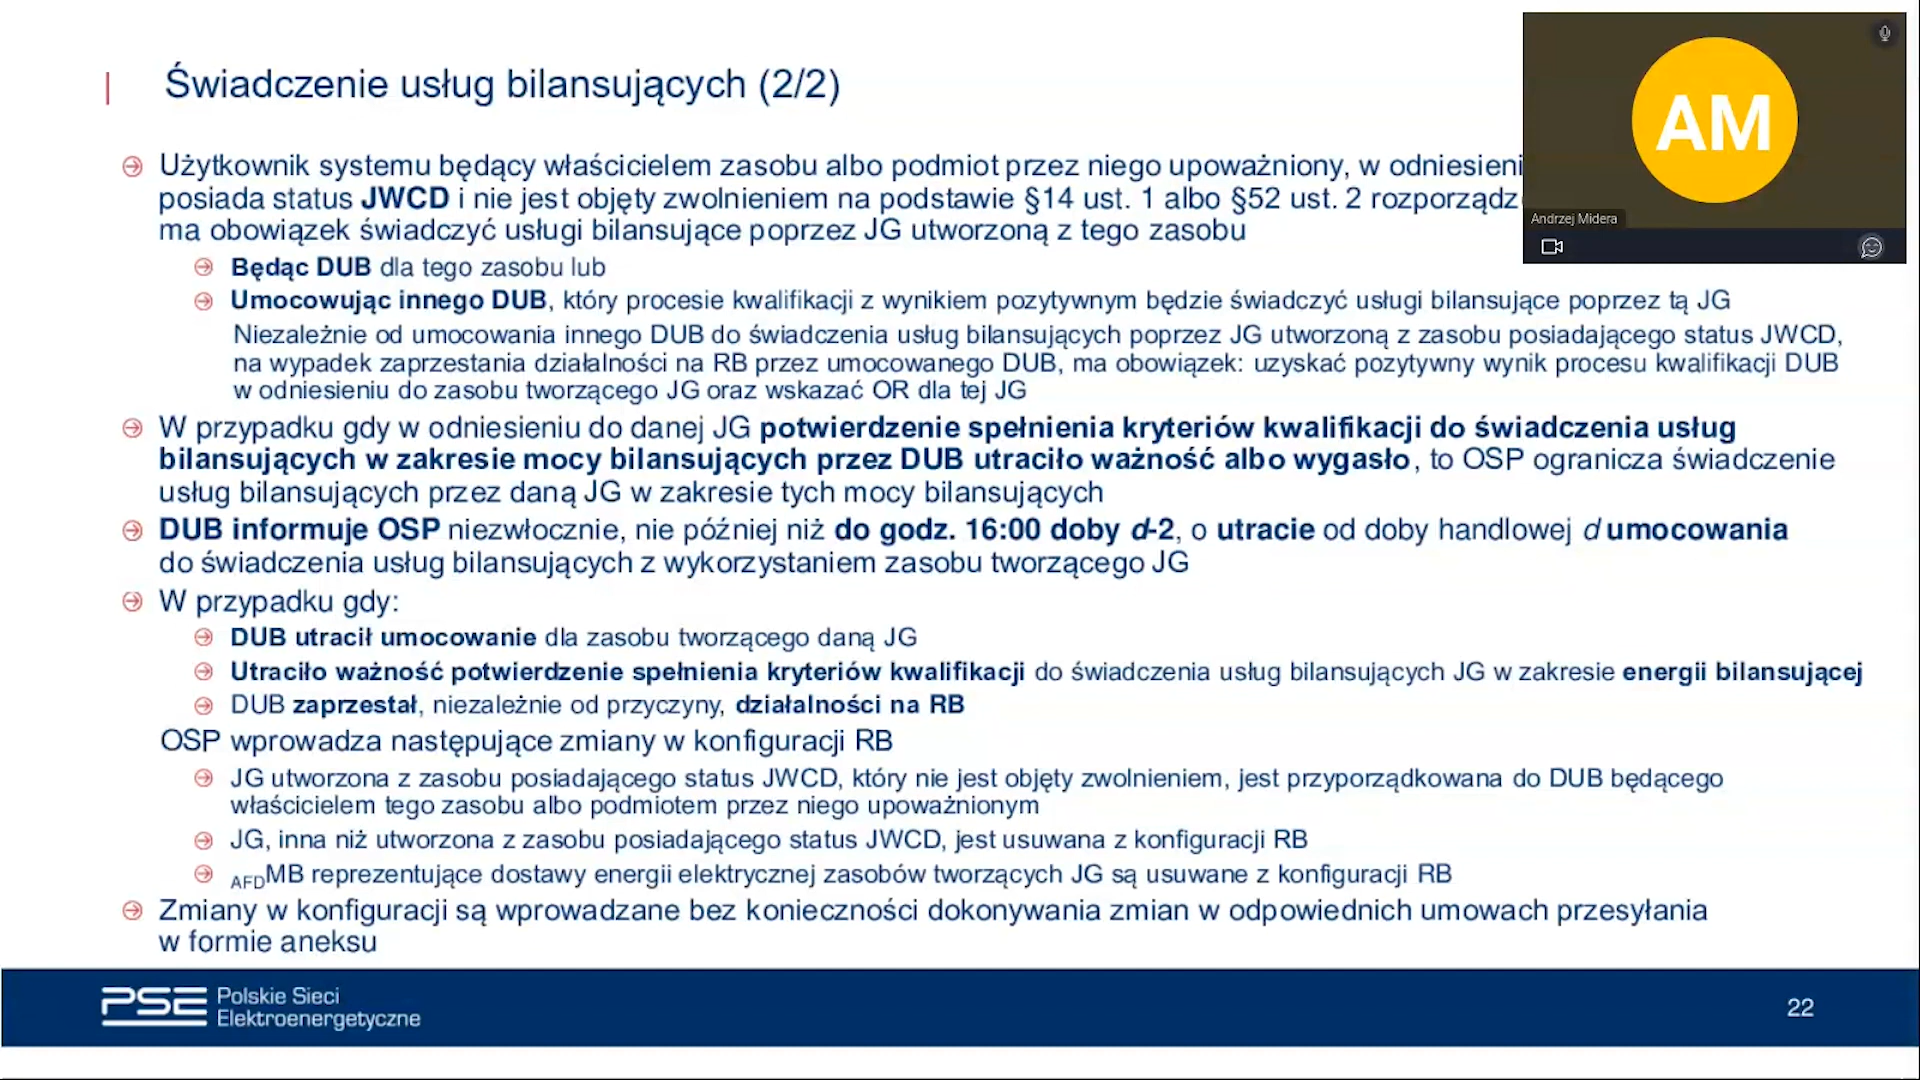 Świadczenie usług bilansujących (2/2)
Użytkownik systemu będący właścicielem zasobu albo podmiot przez niego upoważniony, w
posiada status JWCD i nie jest objęty zwolnieniem na podstawie §14 ust. 1 albo §52 ust. 2
ma obowiązek świadczyć usługi bilansujące poprzez JG utworzoną z tego zasobu
Będąc DUB dla tego zasobu lub
Umocowując innego DUB, który procesie kwalifikacji z wynikiem pozytywnym będzie świadczyć usługi bilansujące poprzez tą JG
Niezależnie od umocowania innego DUB do świadczenia usług bilansujących poprzez JG utworzoną z zasobu posiadającego status JWCD,
na wypadek zaprzestania działalności na RB przez umocowanego DUB, ma obowiązek: uzyskać pozytywny wynik procesu kwalifikacji DUB
w odniesieniu do zasobu tworzącego JG oraz wskazać OR dla tej JG
W przypadku gdy w odniesieniu do danej JG potwierdzenie spełnienia kryteriów kwalifikacji do świadczenia usług
bilansujących w zakresie mocy bilansujących przez DUB utraciło ważność albo wygasło, to OSP ogranicza świadczenie
usług bilansujących przez daną JG w zakresie tych mocy bilansujących
DUB informuje OSP niezwłocznie, nie później niż do godz. 16:00 doby d-2, o utracie od doby handlowej d umocowania
do świadczenia usług bilansujących z wykorzystaniem zasobu tworzącego JG
W przypadku gdy:
DUB utracił umocowanie dla zasobu tworzącego daną JG
Utraciło ważność potwierdzenie spełnienia kryteriów kwalifikacji do świadczenia usług bilansujących JG w zakresie energii bilansującej
DUB zaprzestał, niezależnie od przyczyny, działalności na RB
OSP wprowadza następujące zmiany w konfiguracji RB
JG utworzona z zasobu posiadającego status JWCD, który nie jest objęty zwolnieniem, jest przyporządkowana do DUB będącego
właścicielem tego zasobu albo podmiotem przez niego upoważnionym
JG, inna niż utworzona z zasobu posiadającego status JWCD, jest usuwana z konfiguracji RB
AFDMB reprezentujące dostawy energii elektrycznej zasobów tworzących JG są usuwane z konfiguracji RB
Zmiany w konfiguracji są wprowadzane bez konieczności dokonywania zmian w odpowiednich umowach przesyłania
w formie aneksu
PSE Polskie Sieci
Elektroenergetyczne
22
AM
Andrzej Midera